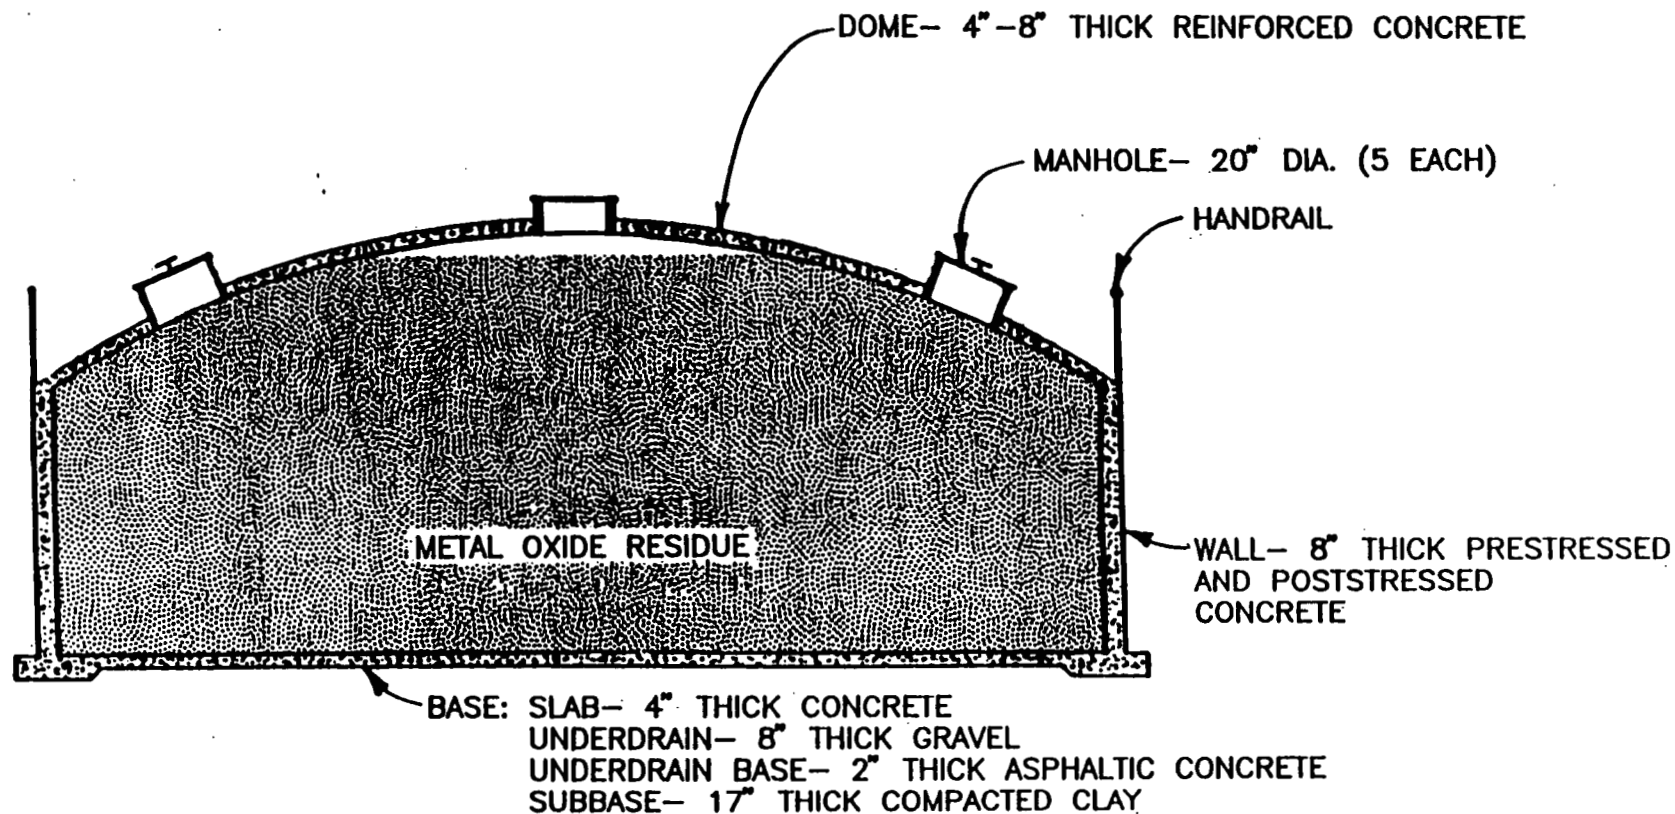 DOME– 4"–8" THICK REINFORCED CONCRETE
MANHOLE– 20" DIA. (5 EACH)
HANDRAIL
METAL OXIDE RESIDUE
WALL– 8" THICK PRESTRESSED
AND POSTSTRESSED
CONCRETE
BASE: SLAB– 4" THICK CONCRETE
UNDERDRAIN– 8" THICK GRAVEL
UNDERDRAIN BASE– 2" THICK ASPHALTIC CONCRETE
SUBBASE– 17" THICK COMPACTED CLAY